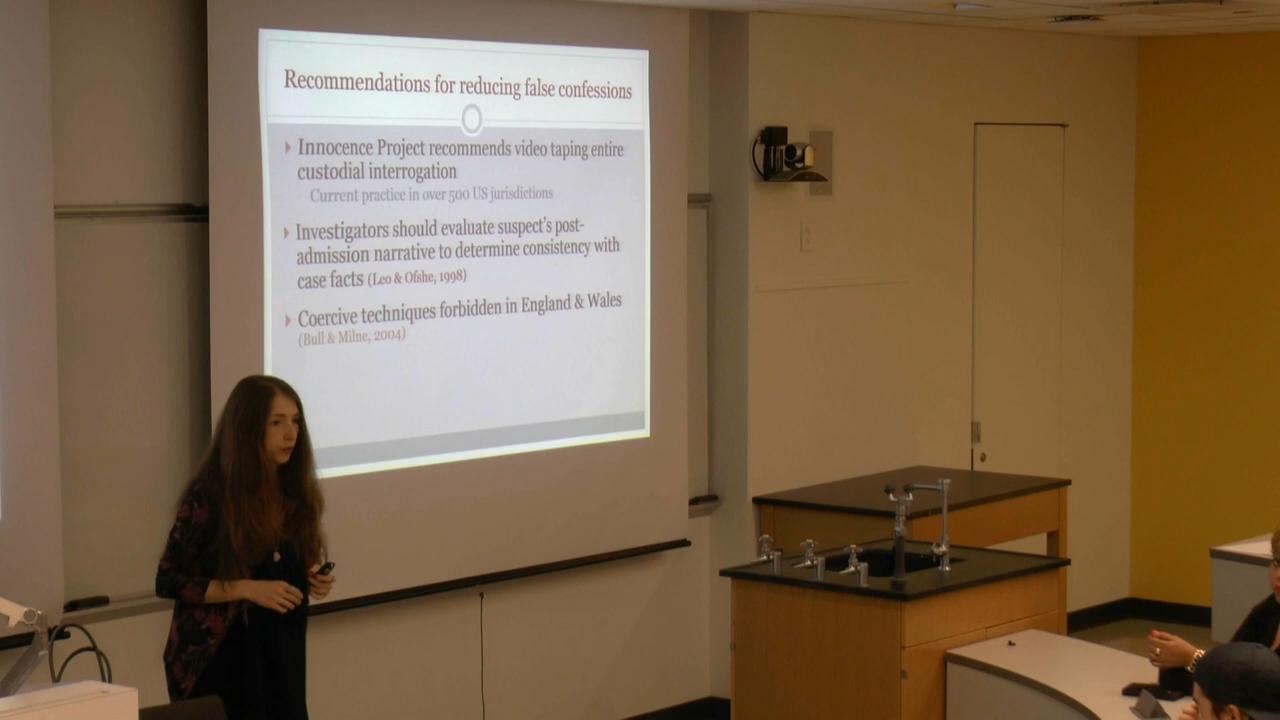 Recommendations for reducing false confessions
Innocence Project recommends video taping entire
custodial interrogation
Current practice in over 500 US jurisdictions
Investigators should evaluate suspect's post-
admission narrative to determine consistency with
case facts (Leo & Ofshe, 1998)
Coercive techniques forbidden in England & Wales
(Bull & Milne, 2004)